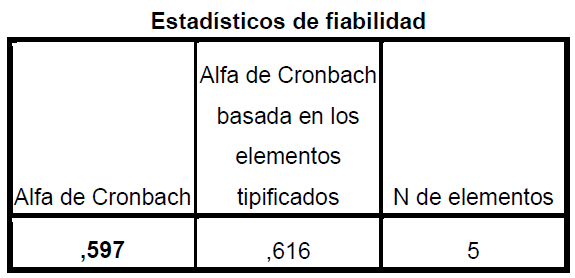 Estadísticos de fiabilidad
Alfa de Cronbach
Alfa de Cronbach
basada en los
elementos
tipificados
N de elementos
,597
,616
5